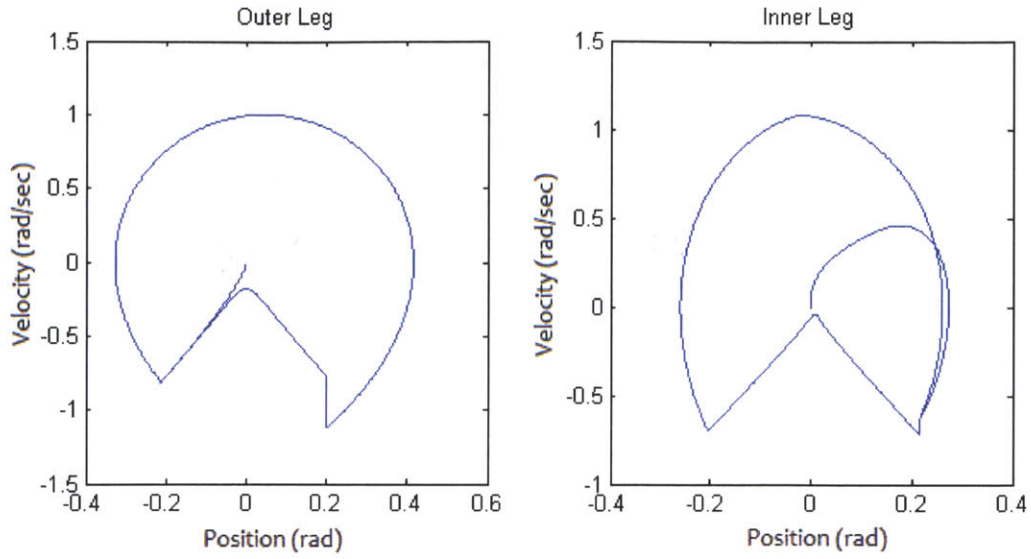 Outer Leg
Velocity (rad/sec)
1.5
1
0.5
0
-0.5
-1
-1.5
-0.4 -0.2 0 0.2 0.4 0.6
Position (rad)
Inner Leg
Velocity (rad/sec)
1.5
1
0.5
0
-0.5
-1
-0.4 -0.2 0 0.2 0.4
Position (rad)